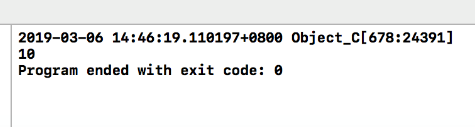 2019-03-06 14:46:19.110197+0800 Object_C[678:24391]
10
Program ended with exit code: 0